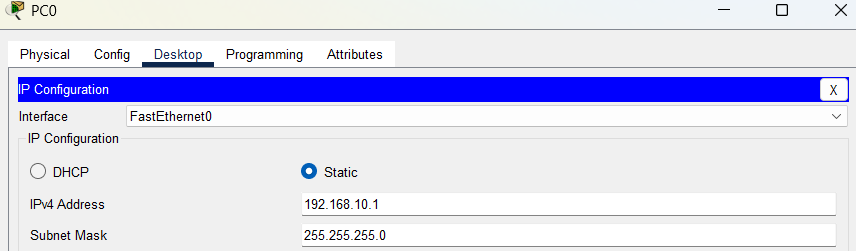 PC0
Physical Config Desktop Programming Attributes
IP Configuration X
Interface FastEthernet0
IP Configuration
DHCP Static
IPv4 Address 192.168.10.1
Subnet Mask 255.255.255.0